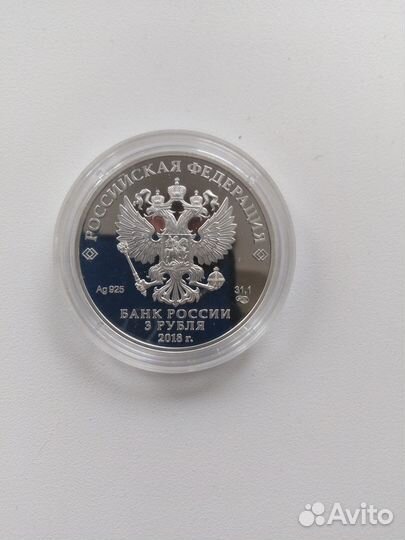 РОССИЙСКАЯ ФЕДЕРАЦИЯ
Ag 925
31,1
БАНК РОССИИ
3 РУБЛЯ
2018 г.
Avito